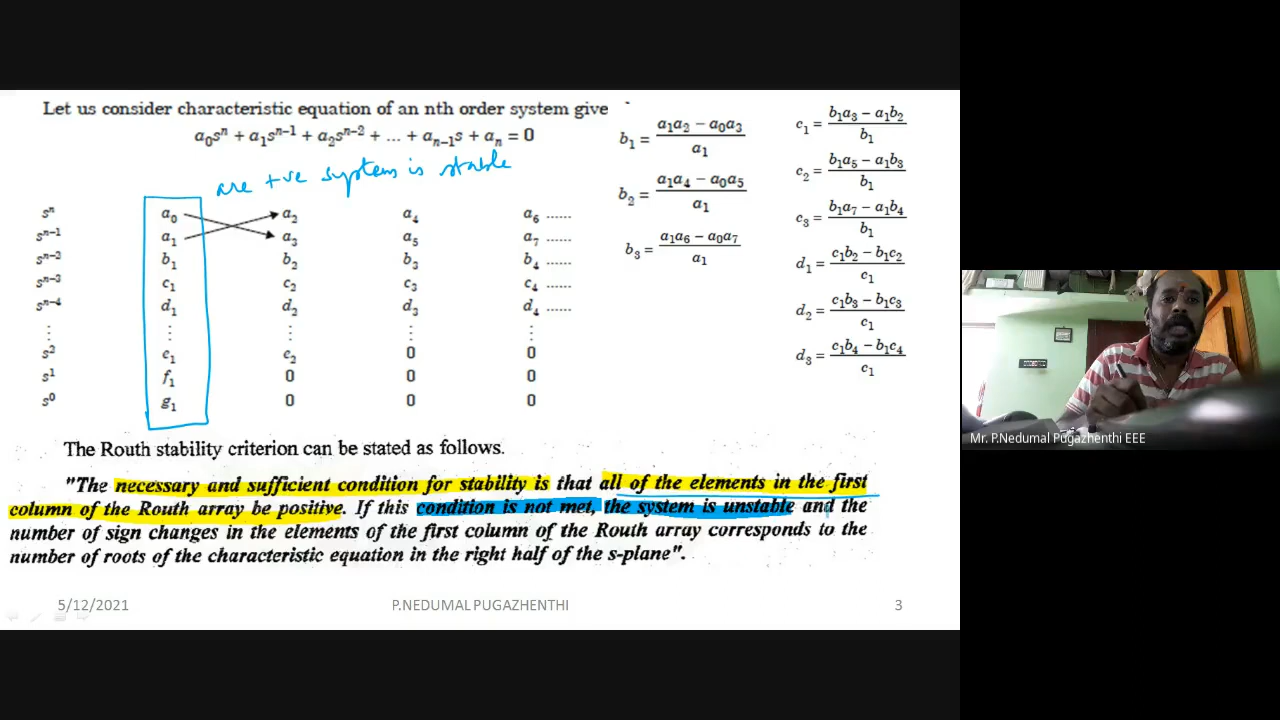 Let us consider characteristic equation of an nth order system give
a₀sⁿ + a₁sⁿ⁻¹ + a₂sⁿ⁻² + ... + aₙ₋₁s + aₙ = 0
are +ve system is stable
sⁿ a₀ a₂ a₄ a₆ ......
sⁿ⁻¹ a₁ a₃ a₅ a₇ ......
sⁿ⁻² b₁ b₂ b₃ b₄ ......
sⁿ⁻³ c₁ c₂ c₃ c₄ ......
sⁿ⁻⁴ d₁ d₂ d₃ d₄ ......
⋮ ⋮ ⋮ ⋮ ⋮
s² e₁ e₂ 0 0
s¹ f₁ 0 0 0
s⁰ g₁ 0 0 0
b₁ = (a₁a₂ − a₀a₃) / a₁
b₂ = (a₁a₄ − a₀a₅) / a₁
b₃ = (a₁a₆ − a₀a₇) / a₁
c₁ = (b₁a₃ − a₁b₂) / b₁
c₂ = (b₁a₅ − a₁b₃) / b₁
c₃ = (b₁a₇ − a₁b₄) / b₁
d₁ = (c₁b₂ − b₁c₂) / c₁
d₂ = (c₁b₃ − b₁c₃) / c₁
d₃ = (c₁b₄ − b₁c₄) / c₁
The Routh stability criterion can be stated as follows.
"The necessary and sufficient condition for stability is that all of the elements in the first
column of the Routh array be positive. If this condition is not met, the system is unstable and the
number of sign changes in the elements of the first column of the Routh array corresponds to the
number of roots of the characteristic equation in the right half of the s-plane".
5/12/2021
P.NEDUMAL PUGAZHENTHI
3
Mr. P.Nedumal Pugazhenthi EEE